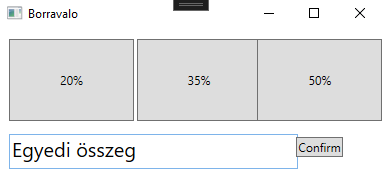 Borravalo
20% 35% 50%
Egyedi összeg Confirm